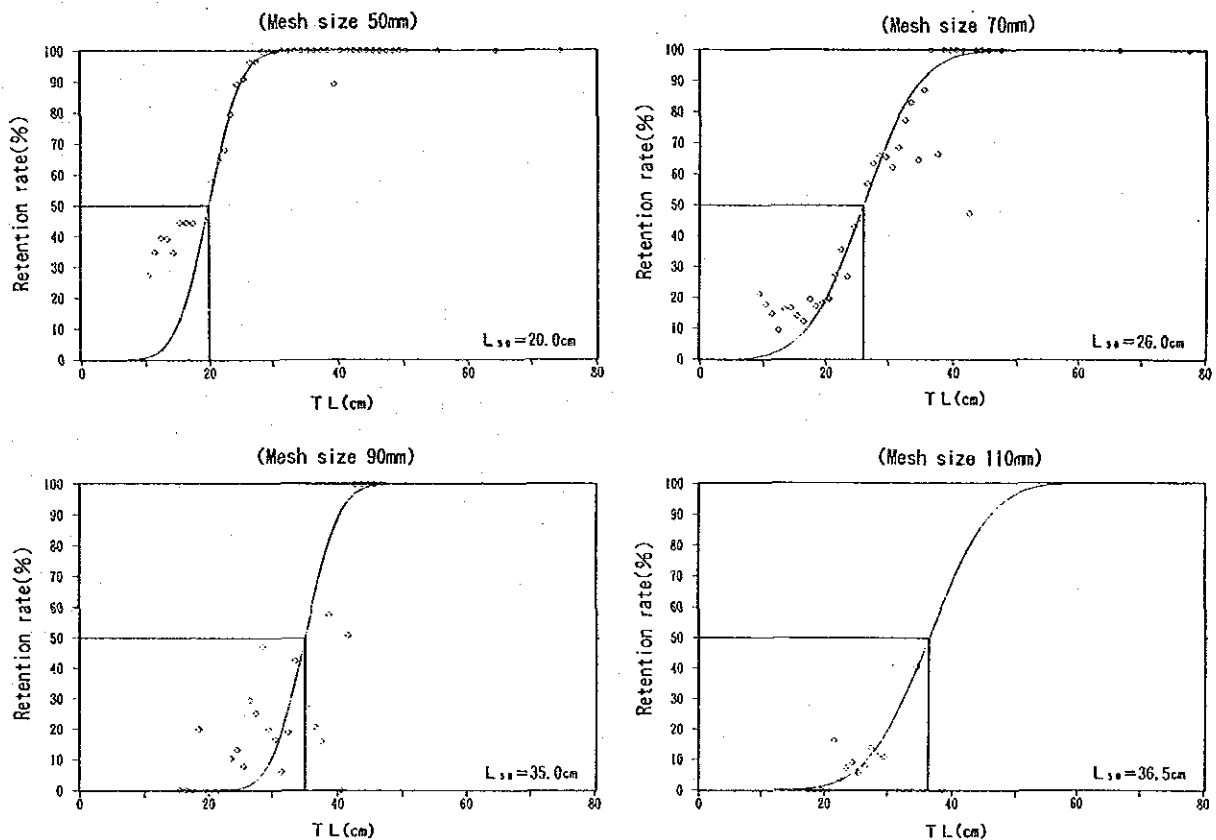 (Mesh size 50mm)
Retention rate(%)
100
90
80
70
60
50
40
30
20
10
0
L₅₀=20.0cm
0 20 40 60 80
TL(cm)
(Mesh size 70mm)
Retention rate(%)
100
90
80
70
60
50
40
30
20
10
0
L₅₀=26.0cm
0 20 40 60 80
TL(cm)
(Mesh size 90mm)
Retention rate(%)
100
90
80
70
60
50
40
30
20
10
0
L₅₀=35.0cm
0 20 40 60 80
TL(cm)
(Mesh size 110mm)
Retention rate(%)
100
90
80
70
60
50
40
30
20
10
0
L₅₀=36.5cm
0 20 40 60 80
TL(cm)